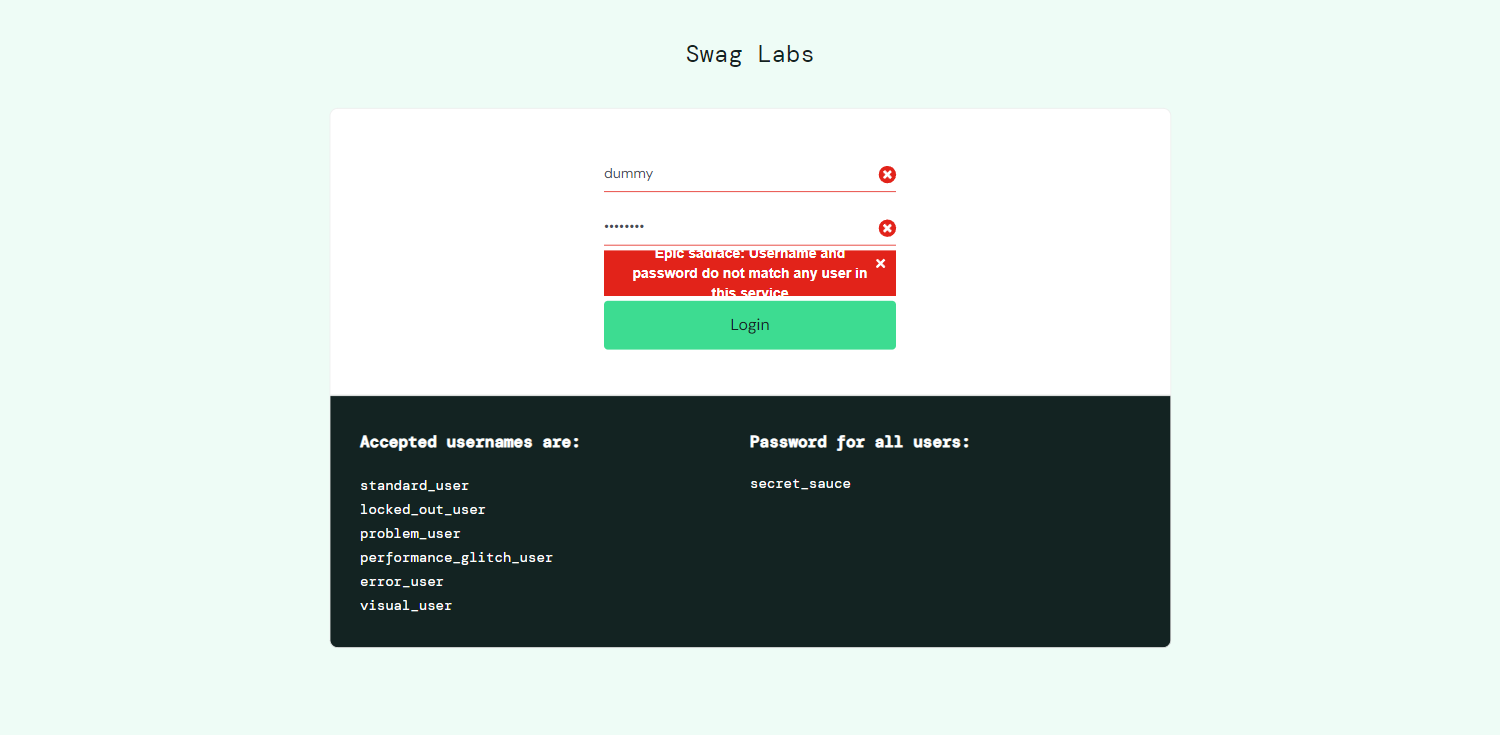 Swag Labs
dummy
••••••••
Epic sadface: Username and
password do not match any user in
this service
Login
Accepted usernames are:
Password for all users:
standard_user
secret_sauce
locked_out_user
problem_user
performance_glitch_user
error_user
visual_user